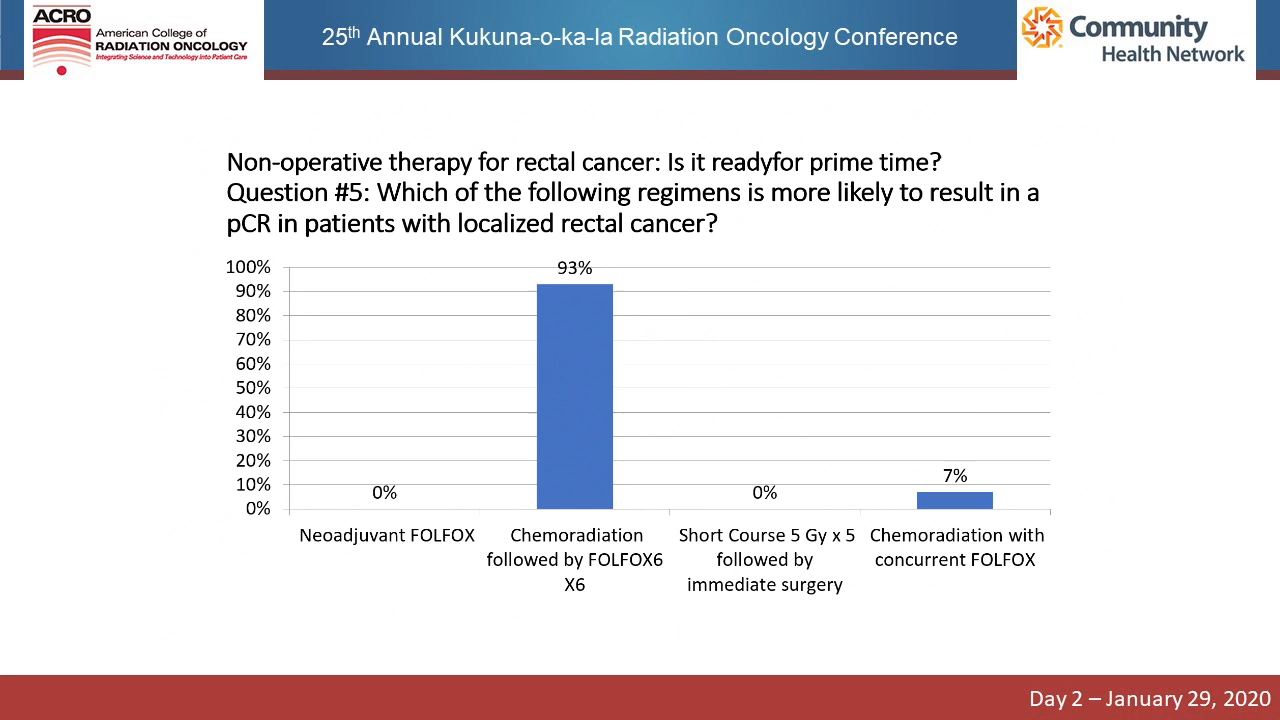 ACRO
American College of
RADIATION ONCOLOGY
Integrating Science and Technology into Patient Care
25th Annual Kukuna-o-ka-la Radiation Oncology Conference
Community
Health Network
Non-operative therapy for rectal cancer: Is it readyfor prime time?
Question #5: Which of the following regimens is more likely to result in a
pCR in patients with localized rectal cancer?
100%
90%
80%
70%
60%
50%
40%
30%
20%
10%
0%
0%
93%
0%
7%
Neoadjuvant FOLFOX
Chemoradiation
followed by FOLFOX6
X6
Short Course 5 Gy x 5
followed by
immediate surgery
Chemoradiation with
concurrent FOLFOX
Day 2 – January 29, 2020